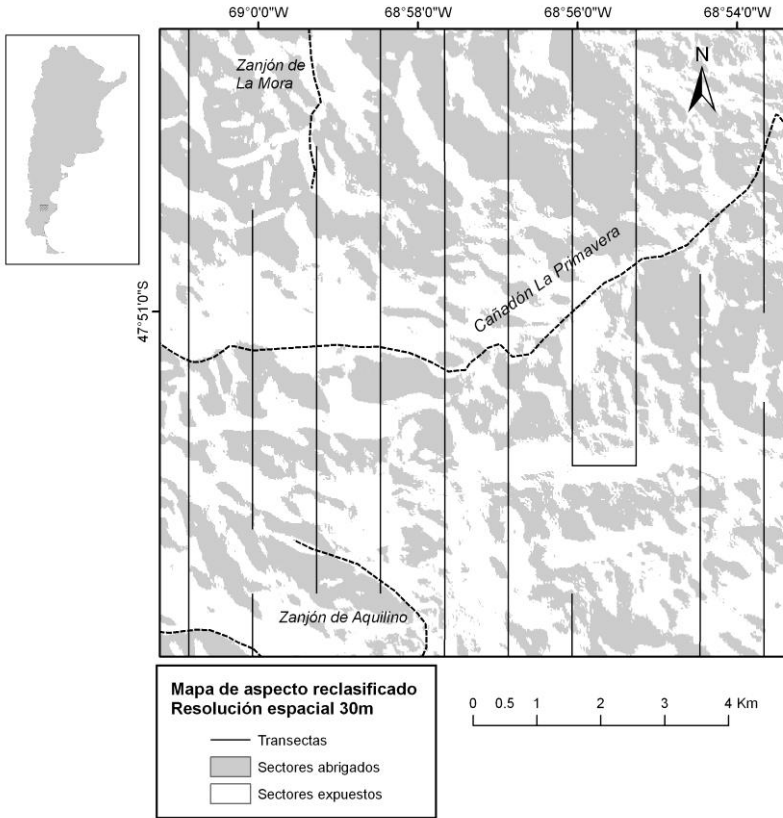 69°0'0"W
68°58'0"W
68°56'0"W
68°54'0"W
Zanjón de
La Mora
N
Cañadón La Primavera
47°51'0"S
Zanjón de Aquilino
Mapa de aspecto reclasificado
Resolución espacial 30m
Transectas
Sectores abrigados
Sectores expuestos
0 0.5 1 2 3 4 Km